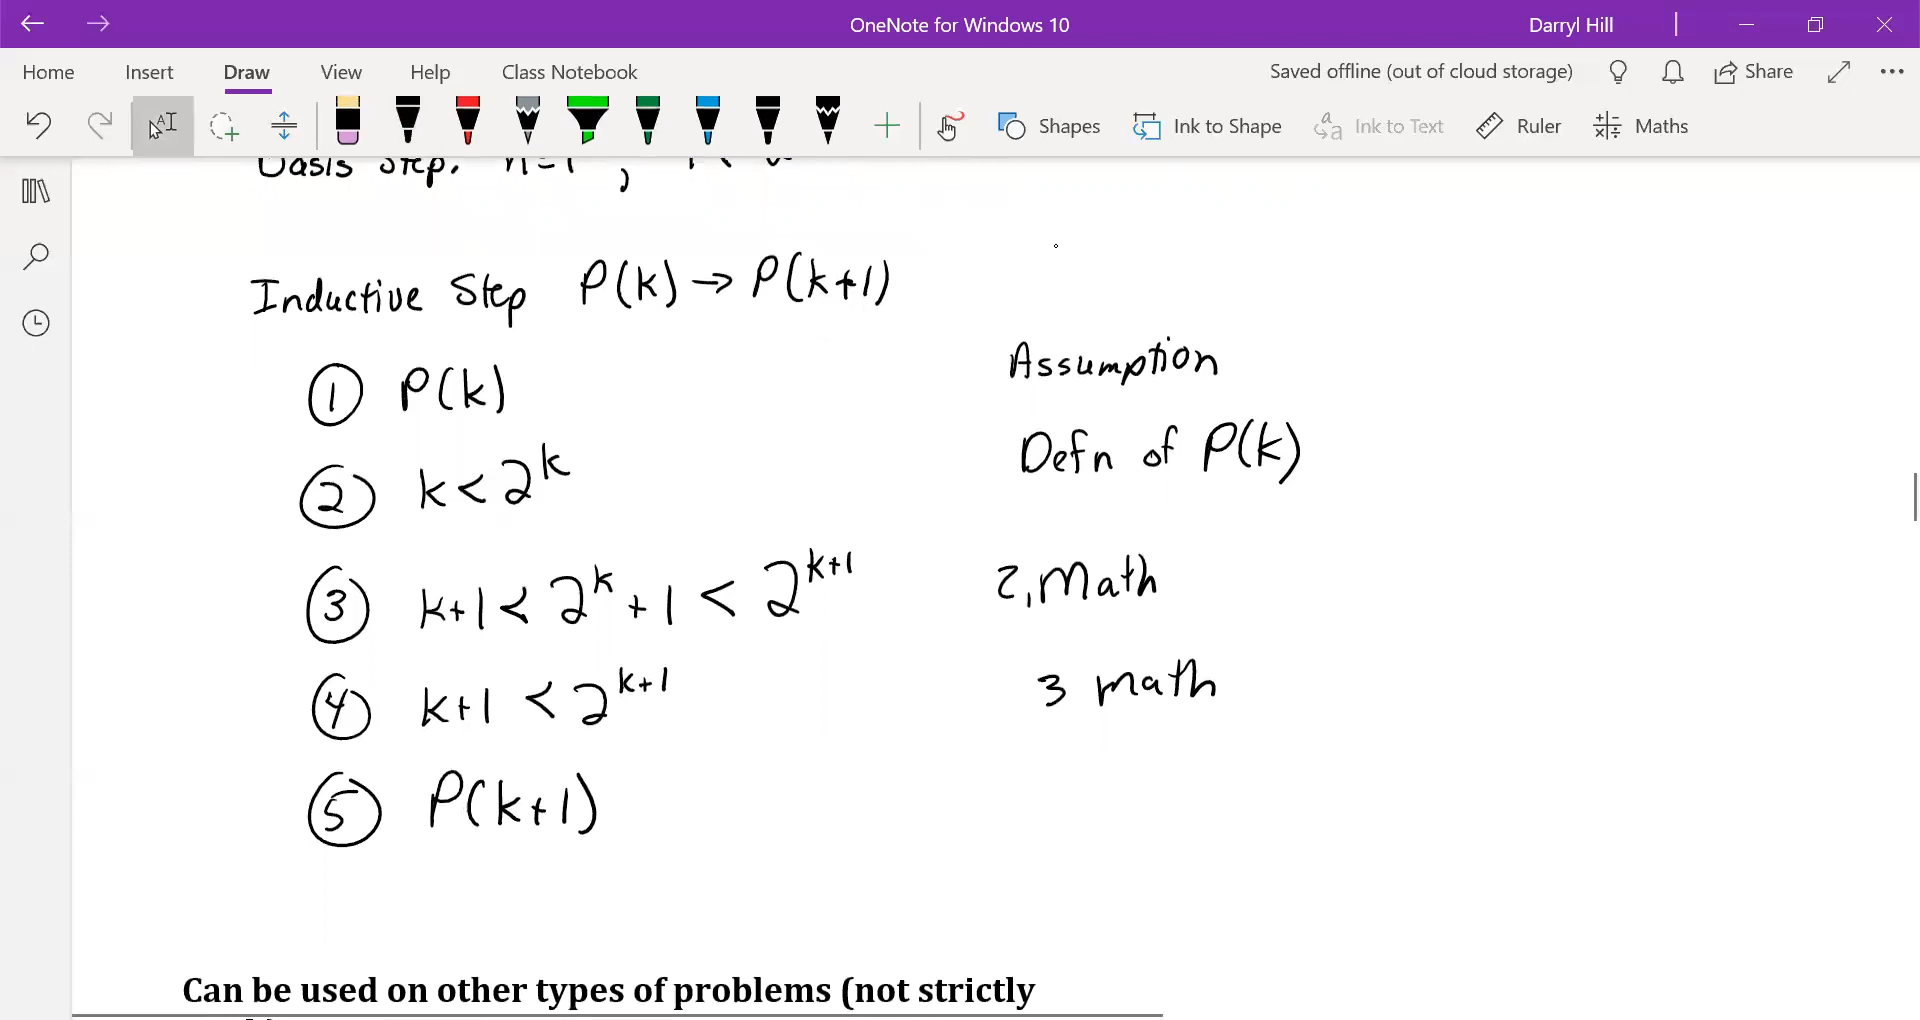 OneNote for Windows 10
Darryl Hill
Home Insert Draw View Help Class Notebook
Saved offline (out of cloud storage) Share
Shapes Ink to Shape Ink to Text Ruler Maths
Basis Step. n=1 ,
Inductive Step P(k) → P(k+1)
① P(k) Assumption
② k < 2^k Defn of P(k)
③ k+1 < 2^k + 1 < 2^{k+1} 2, Math
④ k+1 < 2^{k+1} 3 math
⑤ P(k+1)
Can be used on other types of problems (not strictly